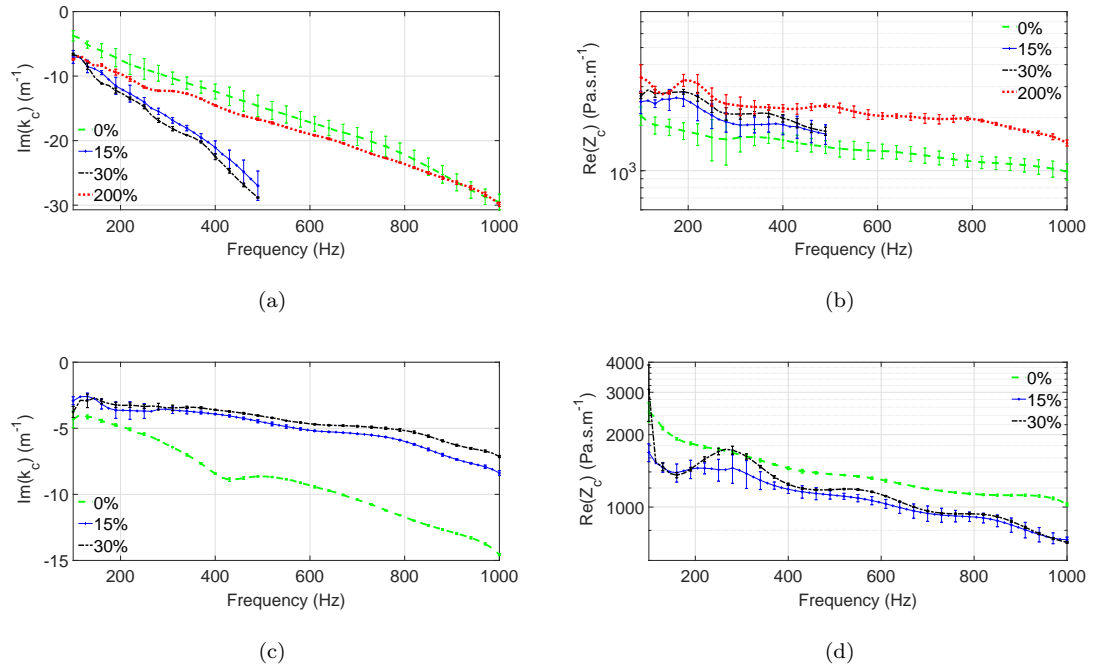 0
-10
-20
-30
Im(k_c) (m^-1)
0%
15%
30%
200%
200 400 600 800 1000
Frequency (Hz)
(a)
10^3
Re(Z_c) (Pa.s.m^-1)
0%
15%
30%
200%
200 400 600 800 1000
Frequency (Hz)
(b)
0
-5
-10
-15
Im(k_c) (m^-1)
0%
15%
30%
200 400 600 800 1000
Frequency (Hz)
(c)
4000
3000
2000
1000
Re(Z_c) (Pa.s.m^-1)
0%
15%
30%
200 400 600 800 1000
Frequency (Hz)
(d)